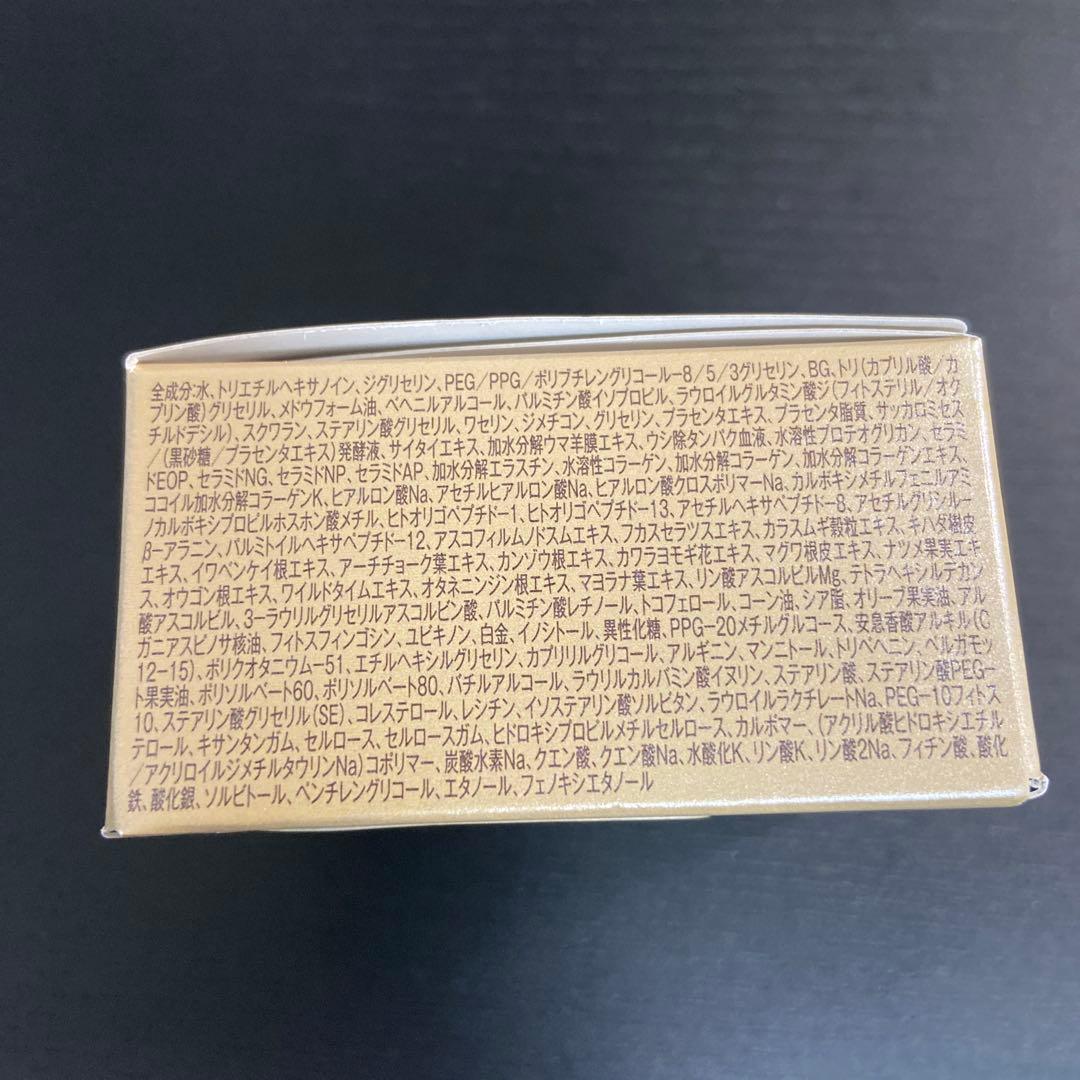 全成分:水、トリエチルヘキサノイン、ジグリセリン、PEG/PPG/ポリブチレングリコール-8/5/3グリセリン、BG、トリ(カプリル酸/カ
プリン酸)グリセリル、メドウフォーム油、ベヘニルアルコール、パルミチン酸イソプロピル、ラウロイルグルタミン酸ジ(フィトステリル/オク
チルドデシル)、スクワラン、ステアリン酸グリセリル、ワセリン、ジメチコン、グリセリン、プラセンタエキス、プラセンタ脂質、サッカロミセス
/(黒砂糖/プラセンタエキス)発酵液、サイタイエキス、加水分解ウマ羊膜エキス、ウシ除タンパク血液、水溶性プロテオグリカン、セラミ
ドEOP、セラミドNG、セラミドNP、セラミドAP、加水分解エラスチン、水溶性コラーゲン、加水分解コラーゲン、加水分解コラーゲンエキス、
ココイル加水分解コラーゲンK、ヒアルロン酸Na、アセチルヒアルロン酸Na、ヒアルロン酸クロスポリマーNa、カルボキシメチルフェニルアミ
ノカルボキシプロピルホスホン酸メチル、ヒトオリゴペプチド-1、ヒトオリゴペプチド-13、アセチルヘキサペプチド-8、アセチルグリシル-
β-アラニン、パルミトイルヘキサペプチド-12、アスコフィルムノドスムエキス、フカスセラツスエキス、カラスムギ穀粒エキス、キハダ樹皮
エキス、イワベンケイ根エキス、アーチチョーク葉エキス、カンゾウ根エキス、カワラヨモギ花エキス、マグワ根皮エキス、ナツメ果実エキ
ス、オウゴン根エキス、ワイルドタイムエキス、オタネニンジン根エキス、マヨラナ葉エキス、リン酸アスコルビルMg、テトラヘキシルデカン
酸アスコルビル、3-ラウリルグリセリルアスコルビン酸、パルミチン酸レチノール、トコフェロール、コーン油、シア脂、オリーブ果実油、アル
ガニアスピノサ核油、フィトスフィンゴシン、ユビキノン、白金、イノシトール、異性化糖、PPG-20メチルグルコース、安息香酸アルキル(C
12-15)、ポリクオタニウム-51、エチルヘキシルグリセリン、カプリリルグリコール、アルギニン、マンニトール、トリペヘニン、ベルガモッ
ト果実油、ポリソルベート60、ポリソルベート80、バチルアルコール、ラウリルカルバミン酸イヌリン、ステアリン酸、ステアリン酸PEG-
10、ステアリン酸グリセリル(SE)、コレステロール、レシチン、イソステアリン酸ソルビタン、ラウロイルラクチレートNa、PEG-10フィトス
テロール、キサンタンガム、セルロース、セルロースガム、ヒドロキシプロピルメチルセルロース、カルボマー、(アクリル酸ヒドロキシエチル
/アクリロイルジメチルタウリンNa)コポリマー、炭酸水素Na、クエン酸、クエン酸Na、水酸化K、リン酸K、リン酸2Na、フィチン酸、酸化
鉄、酸化銀、ソルビトール、ペンチレングリコール、エタノール、フェノキシエタノール